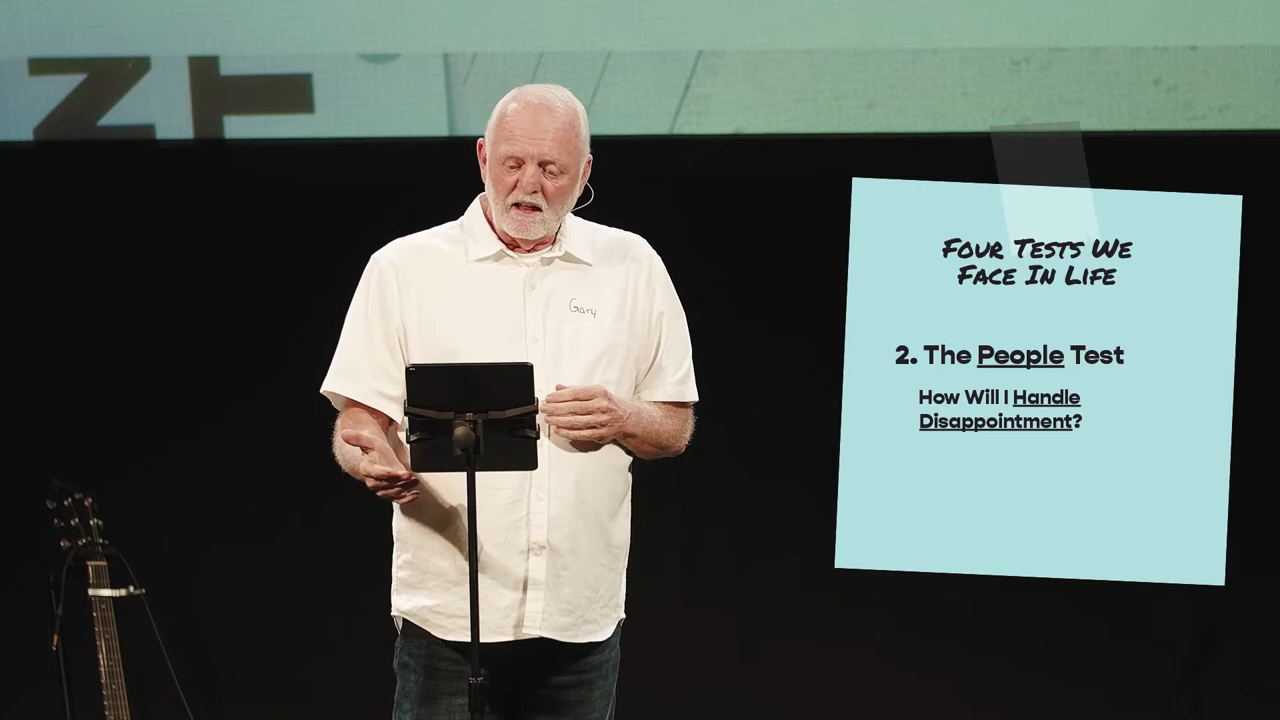 Gary
Four Tests We
Face In Life
2. The People Test
How Will I Handle
Disappointment?